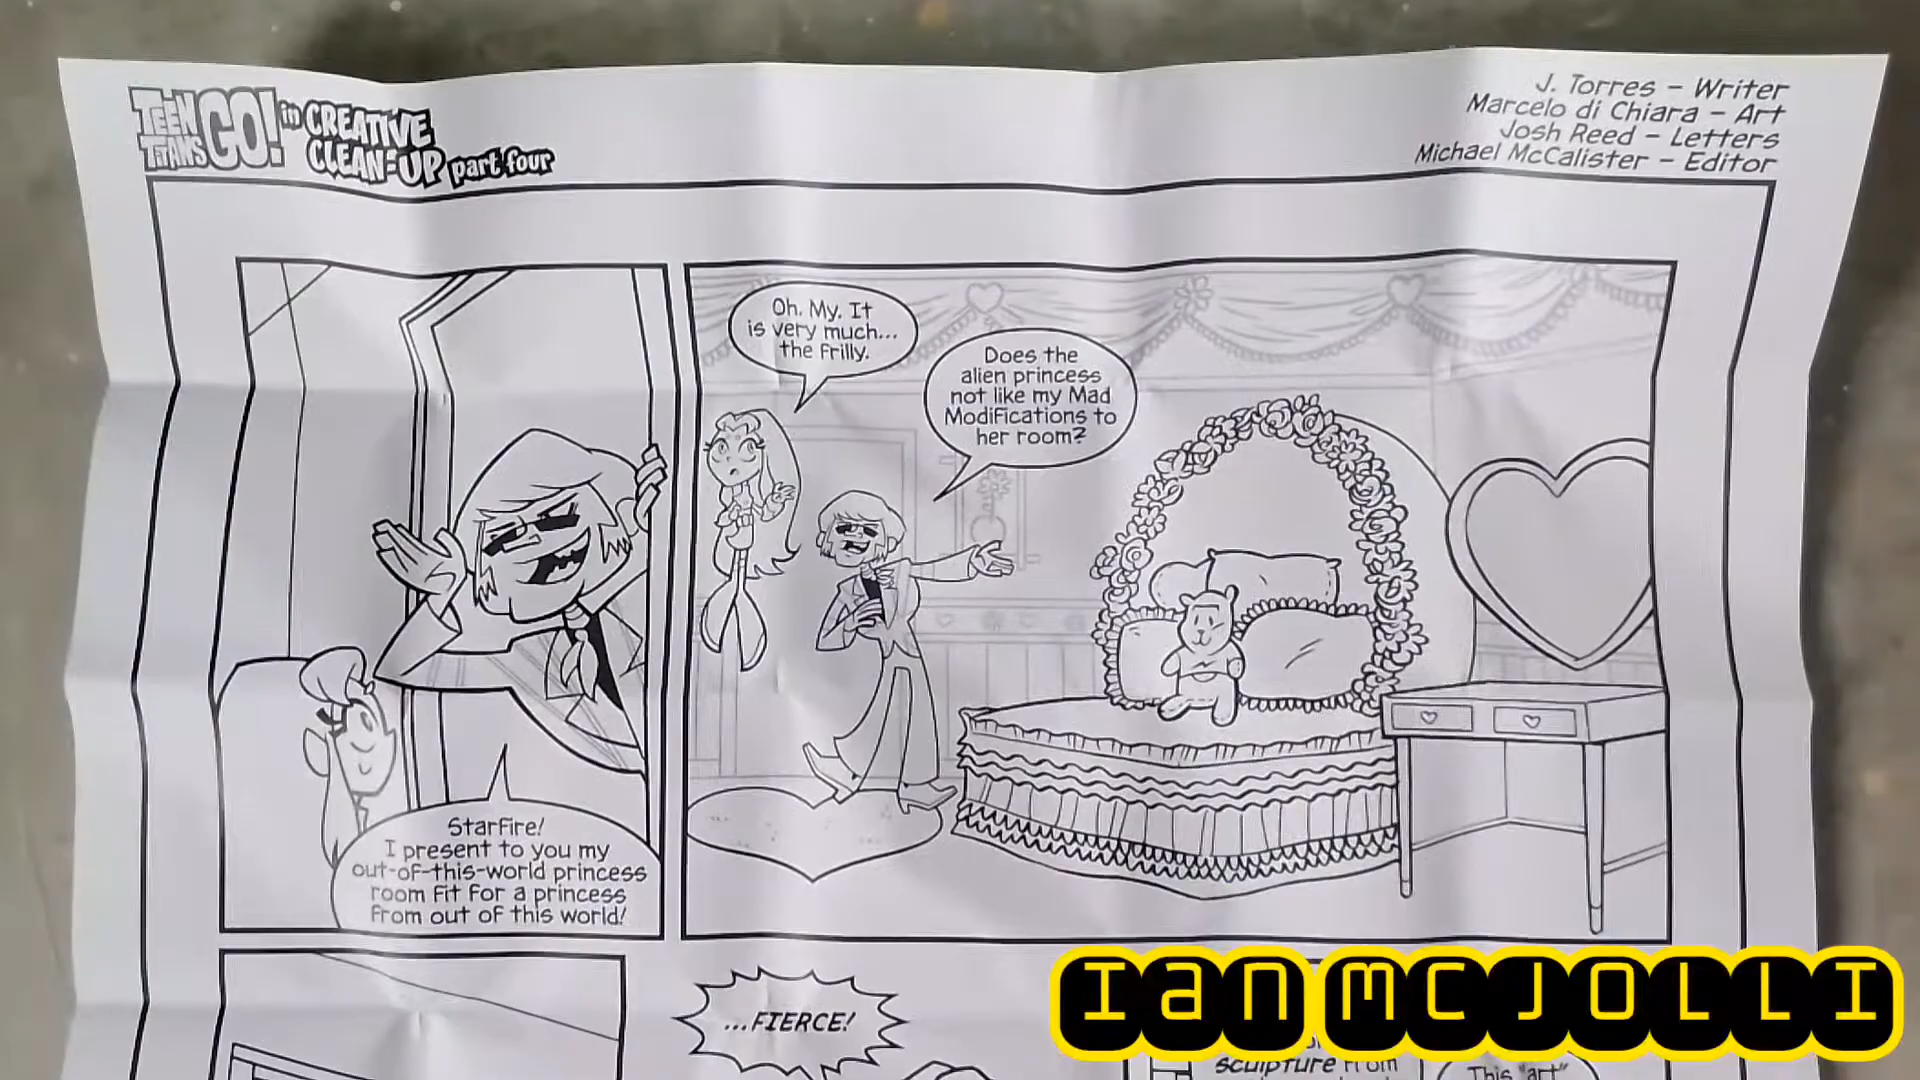 TEEN TITANS GO! in CREATIVE CLEAN-UP part four
J. Torres – Writer
Marcelo di Chiara – Art
Josh Reed – Letters
Michael McCalister – Editor
Starfire!
I present to you my
out-of-this-world princess
room fit for a princess
from out of this world!
Oh. My. It
is very much...
the frilly.
Does the
alien princess
not like my Mad
Modifications to
her room?
...FIERCE!
sculpture from
This "art"
Ian McJolli